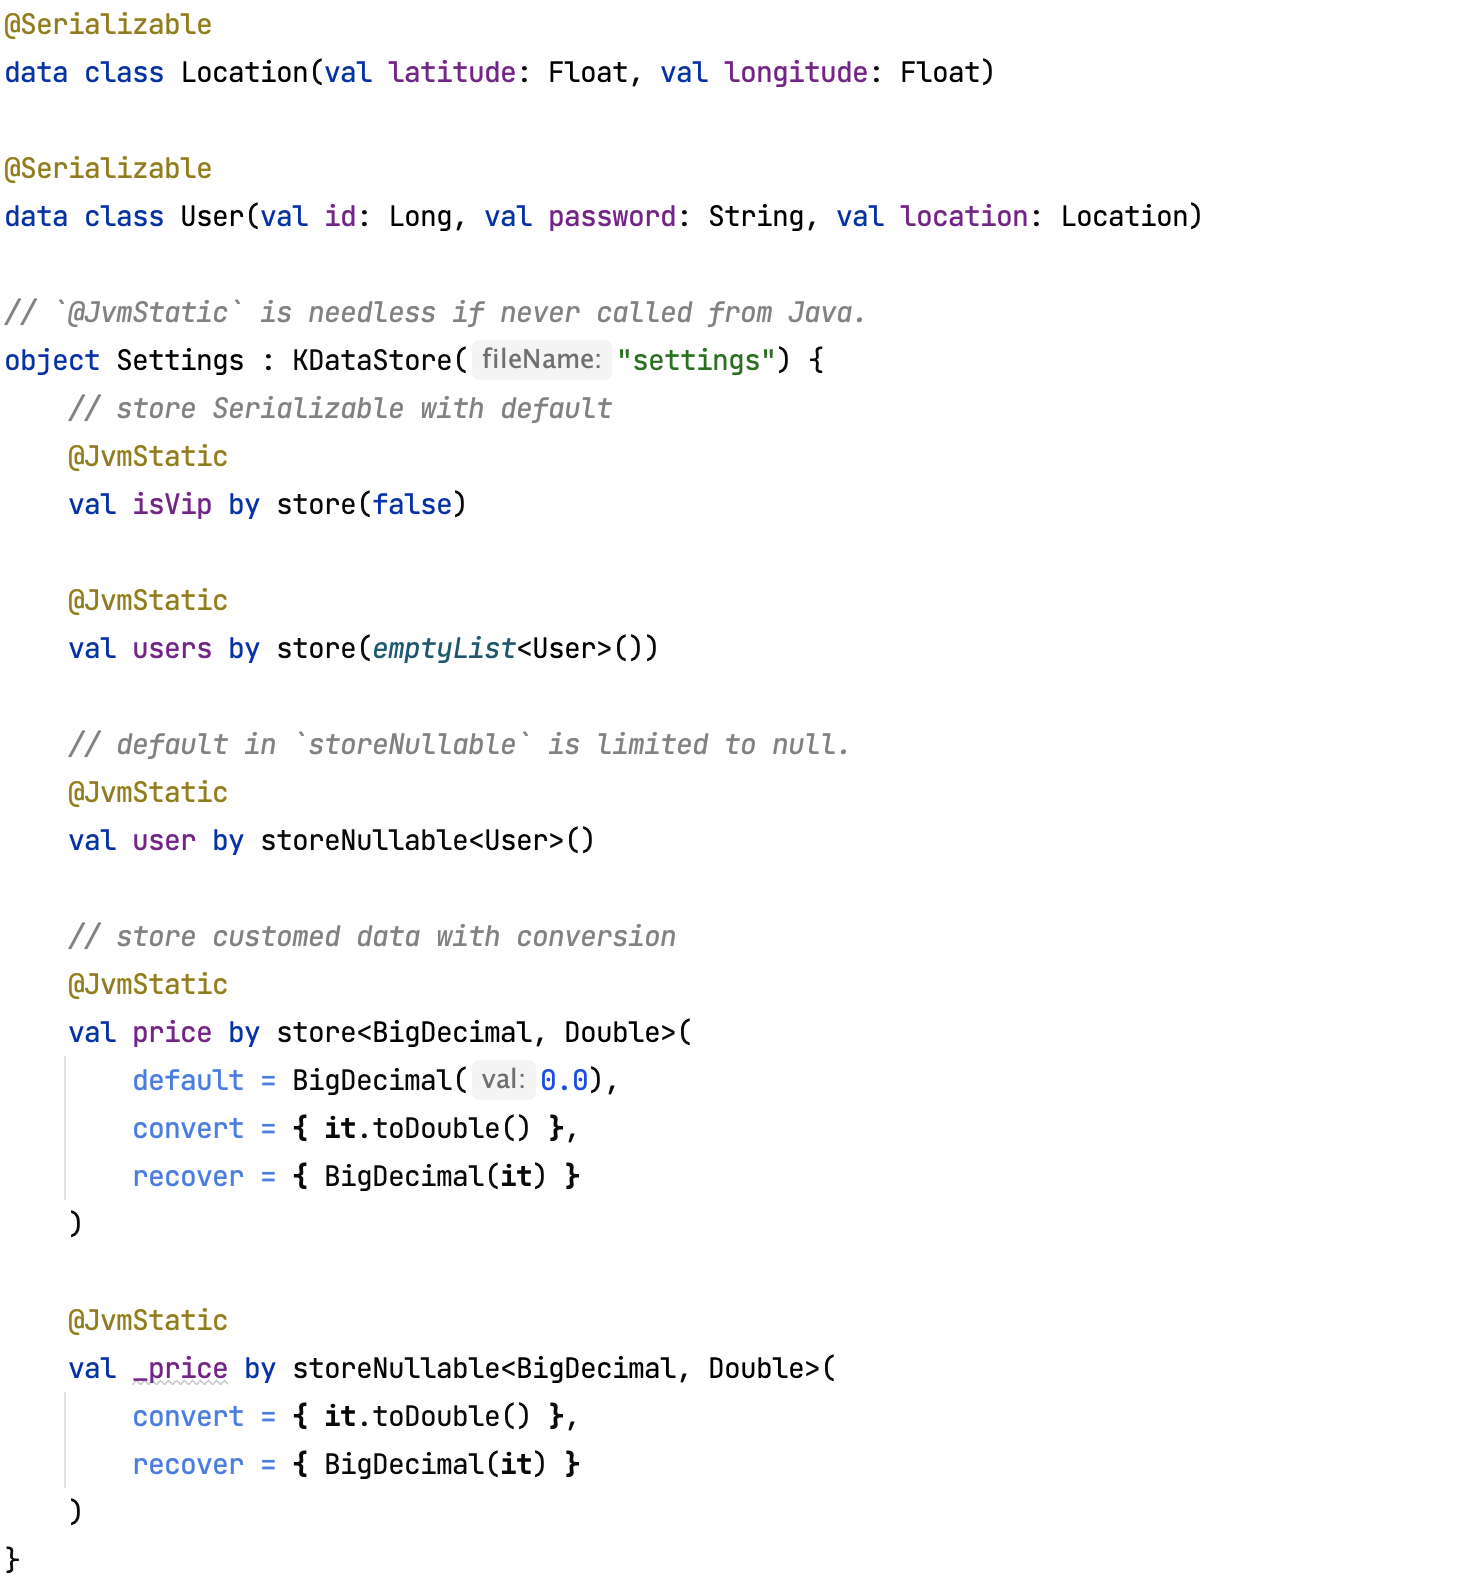 @Serializable
data class Location(val latitude: Float, val longitude: Float)
@Serializable
data class User(val id: Long, val password: String, val location: Location)
// `@JvmStatic` is needless if never called from Java.
object Settings : KDataStore( fileName: "settings") {
    // store Serializable with default
    @JvmStatic
    val isVip by store(false)
    @JvmStatic
    val users by store(emptyList<User>())
    // default in `storeNullable` is limited to null.
    @JvmStatic
    val user by storeNullable<User>()
    // store customed data with conversion
    @JvmStatic
    val price by store<BigDecimal, Double>(
        default = BigDecimal( val: 0.0),
        convert = { it.toDouble() },
        recover = { BigDecimal(it) }
    )
    @JvmStatic
    val _price by storeNullable<BigDecimal, Double>(
        convert = { it.toDouble() },
        recover = { BigDecimal(it) }
    )
}